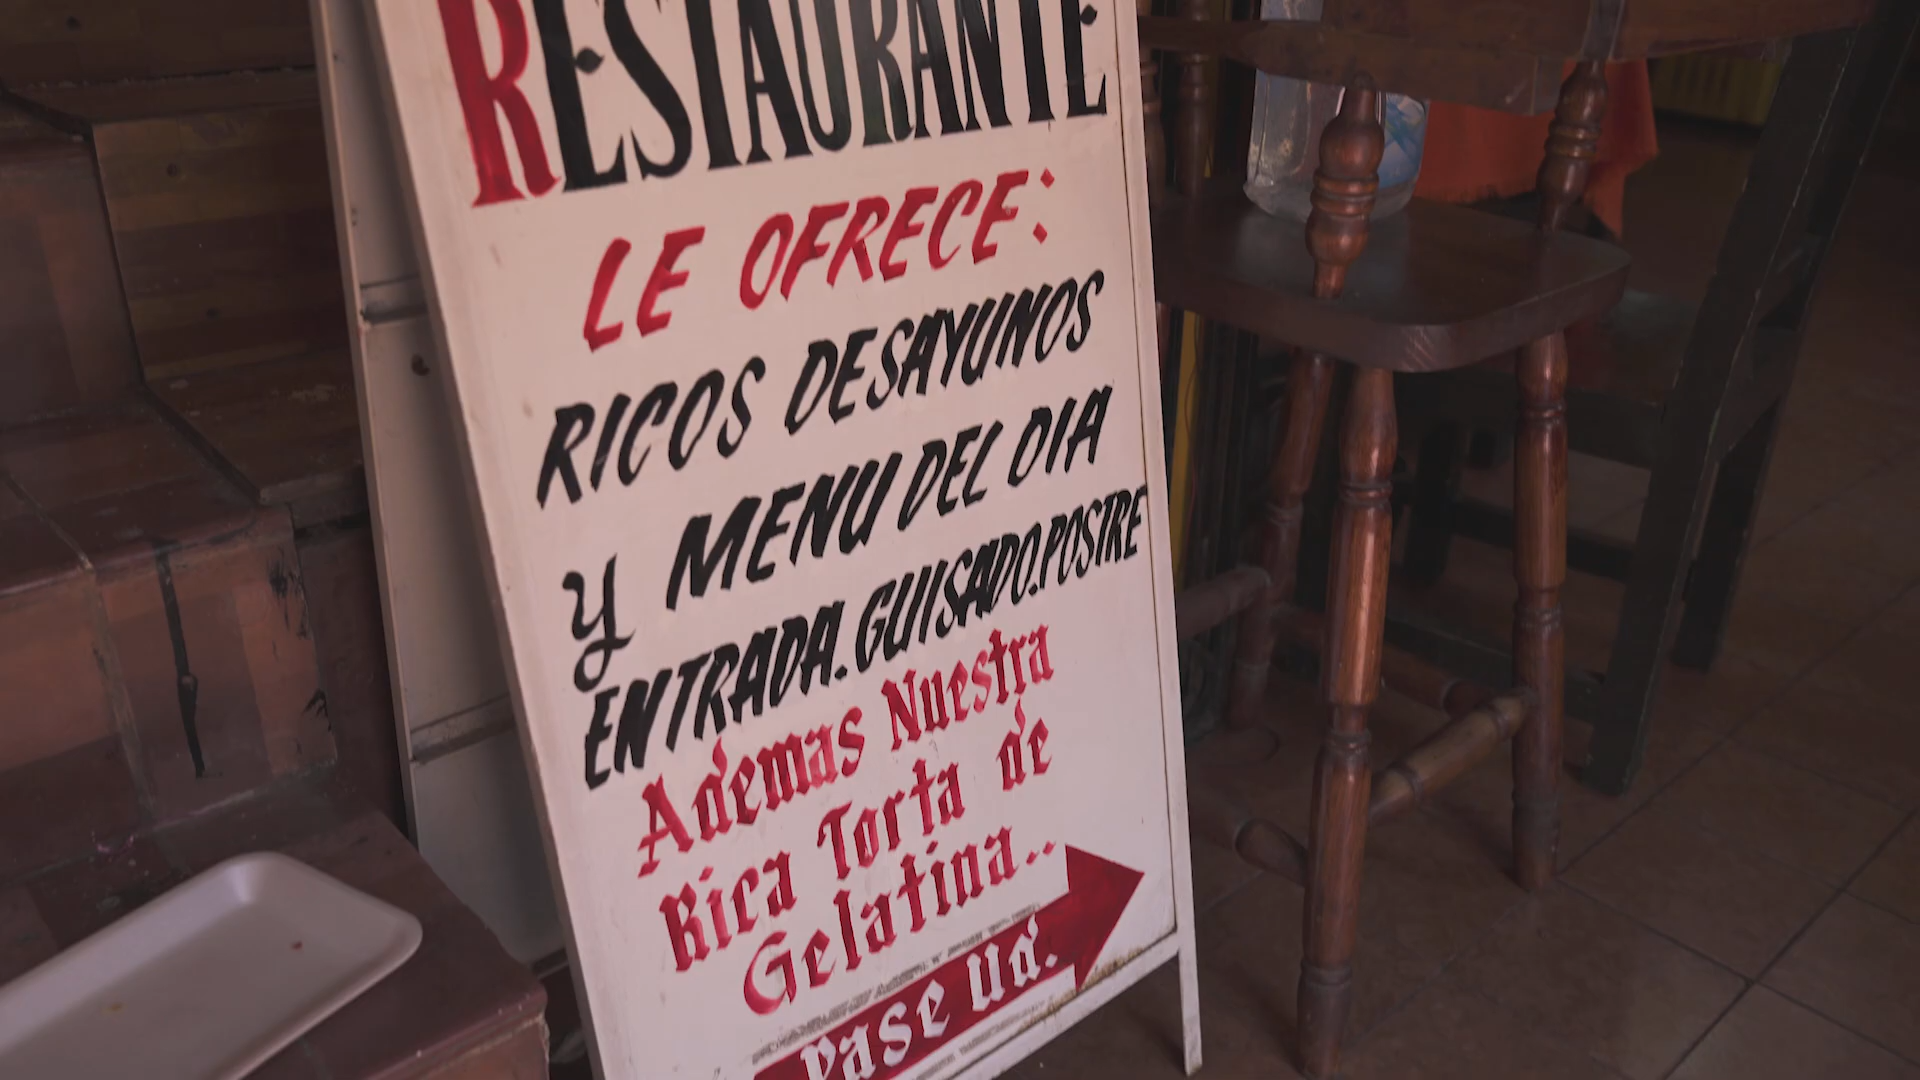 RESTAURANTE
LE OFRECE:
RICOS DESAYUNOS
y MENU DEL DIA
ENTRADA.GUISADO.POSTRE
Ademas Nuestra
Rica Torta de
Gelatina..
Pase Ud.